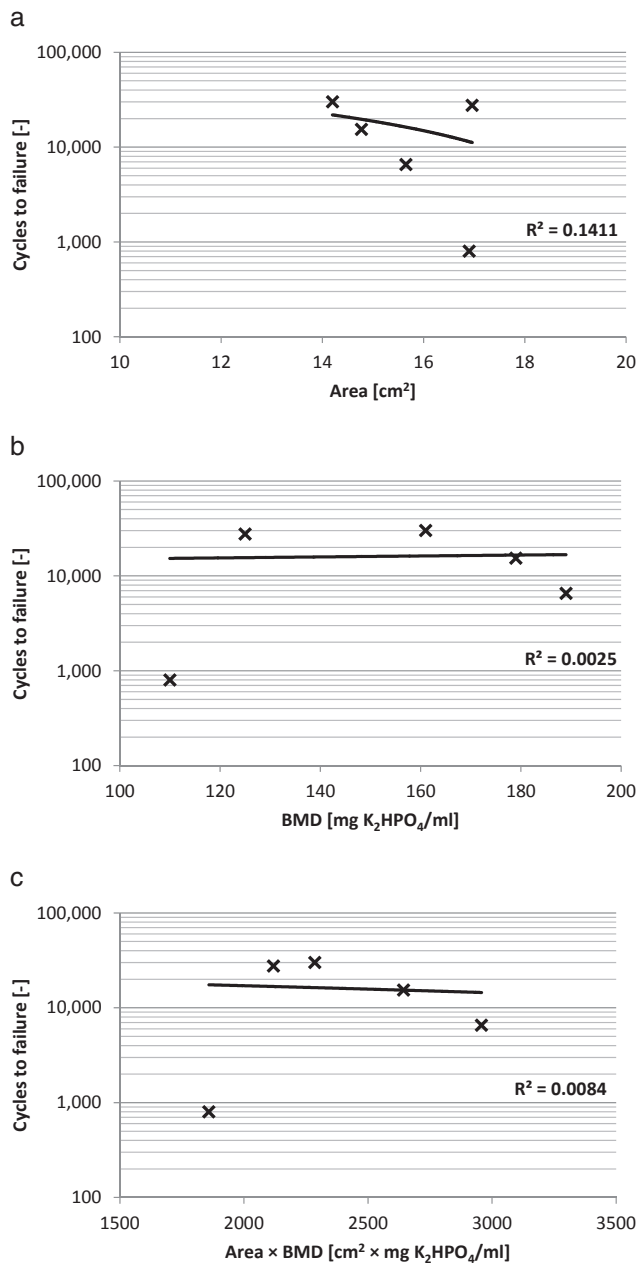 a
100,000
10,000
1,000
100
Cycles to failure [-]
R² = 0.1411
10 12 14 16 18 20
Area [cm²]
b
100,000
10,000
1,000
100
Cycles to failure [-]
R² = 0.0025
100 120 140 160 180 200
BMD [mg K₂HPO₄/ml]
c
100,000
10,000
1,000
100
Cycles to failure [-]
R² = 0.0084
1500 2000 2500 3000 3500
Area × BMD [cm² × mg K₂HPO₄/ml]